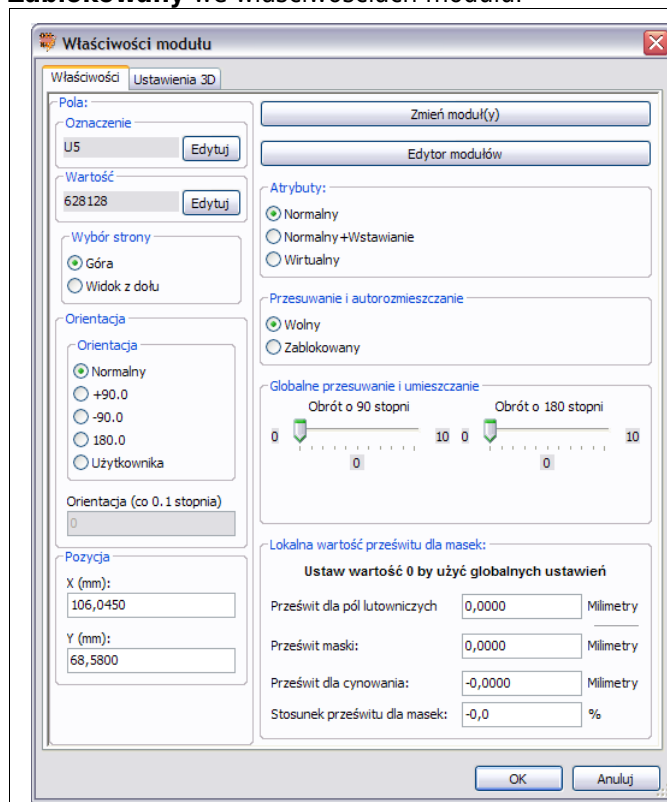 Zablokowany we właściwościach modułu.
Właściwości modułu
Właściwości Ustawienia 3D
Pola:
Oznaczenie
U5 Edytuj
Wartość
628128 Edytuj
Wybór strony
Góra
Widok z dołu
Orientacja
Orientacja
Normalny
+90.0
-90.0
180.0
Użytkownika
Orientacja (co 0.1 stopnia)
0
Pozycja
X (mm):
106,0450
Y (mm):
68,5800
Zmień moduł(y)
Edytor modułów
Atrybuty:
Normalny
Normalny+Wstawianie
Wirtualny
Przesuwanie i autorozmieszczanie
Wolny
Zablokowany
Globalne przesuwanie i umieszczanie
Obrót o 90 stopni Obrót o 180 stopni
0 10 0 10
0 0
Lokalna wartość prześwitu dla masek:
Ustaw wartość 0 by użyć globalnych ustawień
Prześwit dla pól lutowniczych 0,0000 Milimetry
Prześwit maski: 0,0000 Milimetry
Prześwit dla cynowania: -0,0000 Milimetry
Stosunek prześwitu dla masek: -0,0 %
OK Anuluj